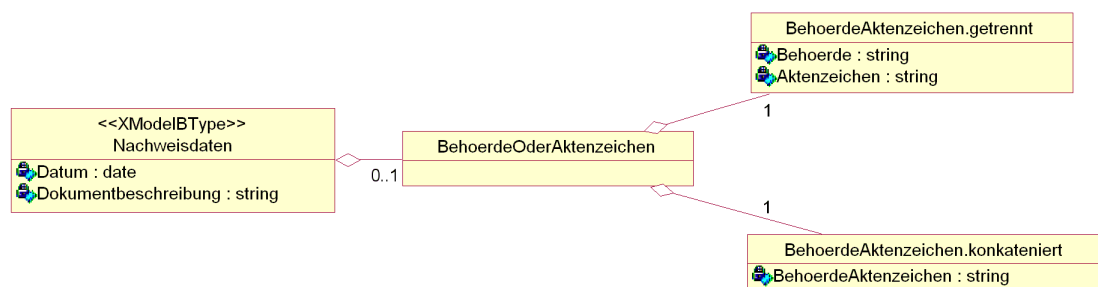 <<XModelBType>>
Nachweisdaten
Datum : date
Dokumentbeschreibung : string
0..1
BehoerdeOderAktenzeichen
BehoerdeAktenzeichen.getrennt
Behoerde : string
Aktenzeichen : string
1
1
BehoerdeAktenzeichen.konkateniert
BehoerdeAktenzeichen : string